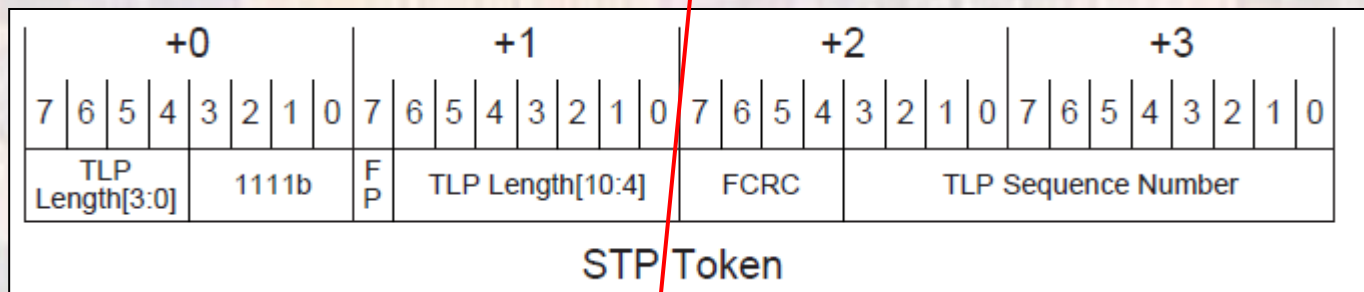 +0 +1 +2 +3
7 6 5 4 3 2 1 0 7 6 5 4 3 2 1 0 7 6 5 4 3 2 1 0 7 6 5 4 3 2 1 0
TLP Length[3:0] 1111b FP TLP Length[10:4] FCRC TLP Sequence Number
STP Token